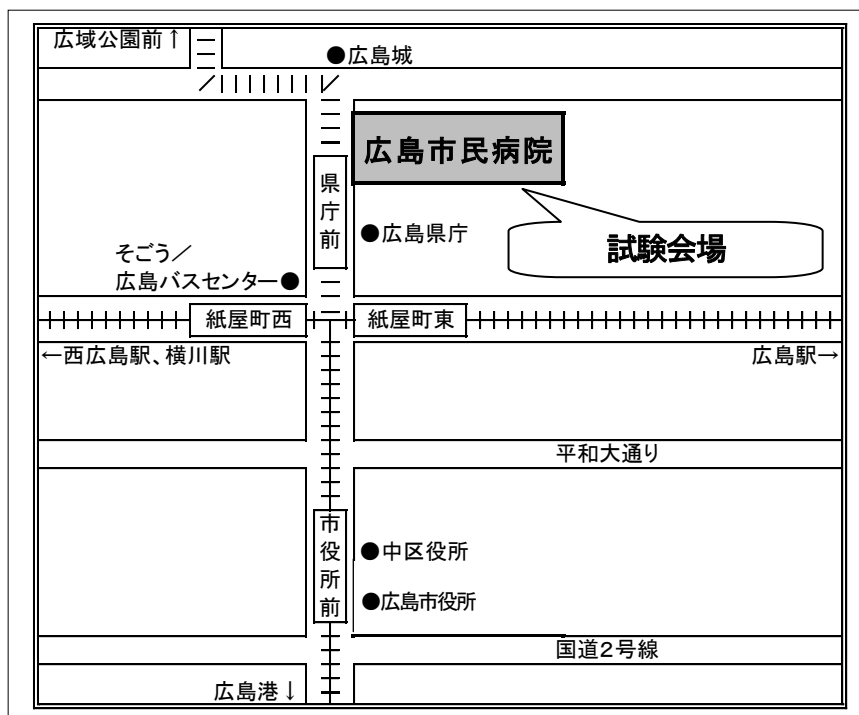 広域公園前↑
●広島城
広島市民病院
県庁前
●広島県庁
試験会場
そごう／
広島バスセンター●
紙屋町西
紙屋町東
←西広島駅、横川駅
広島駅→
平和大通り
市役所前
●中区役所
●広島市役所
国道2号線
広島港↓